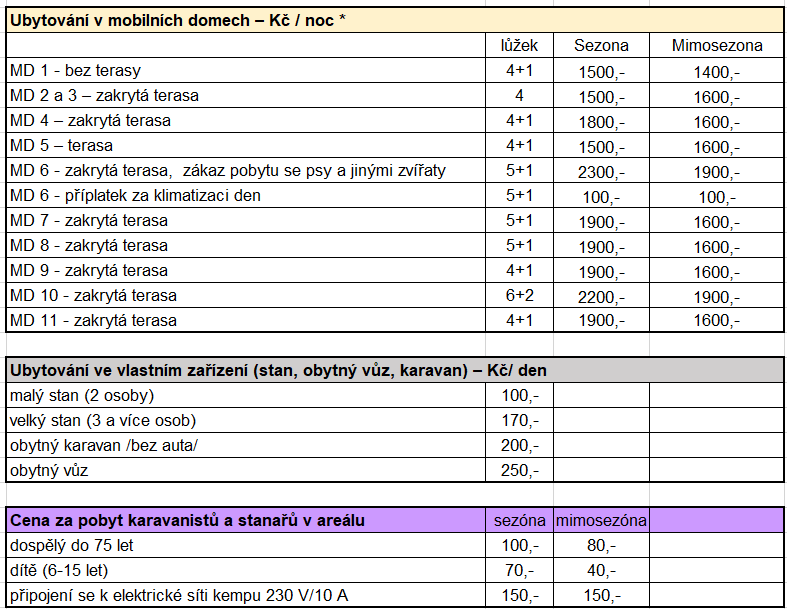 Ubytování v mobilních domech – Kč / noc *
lůžek Sezona Mimosezona
MD 1 - bez terasy 4+1 1500,- 1400,-
MD 2 a 3 – zakrytá terasa 4 1500,- 1600,-
MD 4 – zakrytá terasa 4+1 1800,- 1600,-
MD 5 – terasa 4+1 1500,- 1600,-
MD 6 - zakrytá terasa, zákaz pobytu se psy a jinými zvířaty 5+1 2300,- 1900,-
MD 6 - příplatek za klimatizaci den 5+1 100,- 100,-
MD 7 - zakrytá terasa 5+1 1900,- 1600,-
MD 8 - zakrytá terasa 5+1 1900,- 1600,-
MD 9 - zakrytá terasa 4+1 1900,- 1600,-
MD 10 - zakrytá terasa 6+2 2200,- 1900,-
MD 11 - zakrytá terasa 4+1 1900,- 1600,-
Ubytování ve vlastním zařízení (stan, obytný vůz, karavan) – Kč/ den
malý stan (2 osoby) 100,-
velký stan (3 a více osob) 170,-
obytný karavan /bez auta/ 200,-
obytný vůz 250,-
Cena za pobyt karavanistů a stanařů v areálu sezóna mimosezóna
dospělý do 75 let 100,- 80,-
dítě (6-15 let) 70,- 40,-
připojení se k elektrické síti kempu 230 V/10 A 150,- 150,-